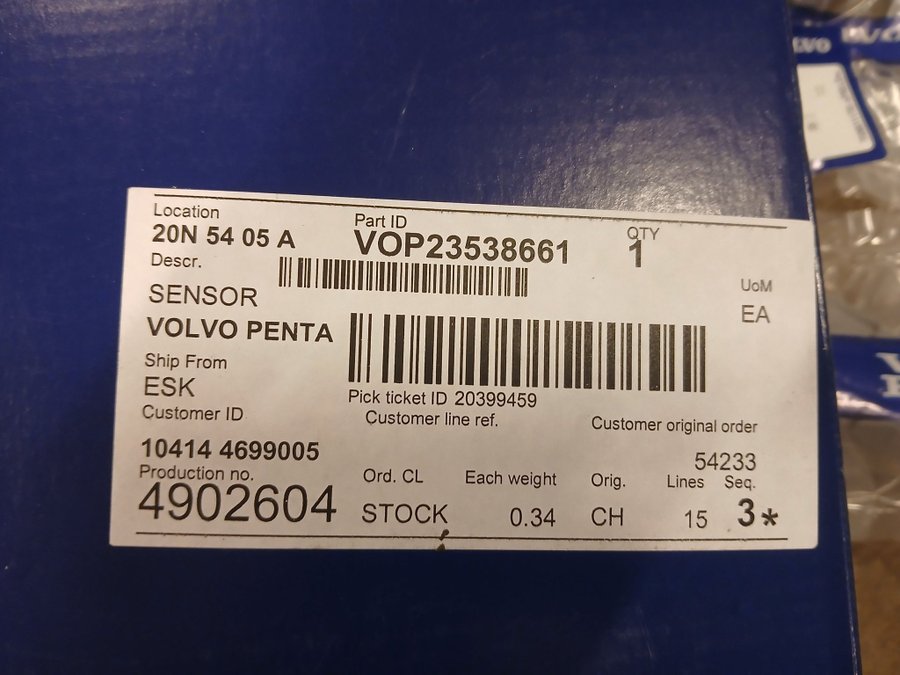 Location
20N 54 05 A
Part ID
VOP23538661
QTY
1
Descr.
SENSOR
VOLVO PENTA
UoM
EA
Ship From
ESK
Pick ticket ID 20399459
Customer ID
Customer line ref.
Customer original order
10414 4699005
54233
Production no.
4902604
Ord. CL
STOCK
Each weight
0.34
Orig.
CH
Lines
15
Seq.
3*